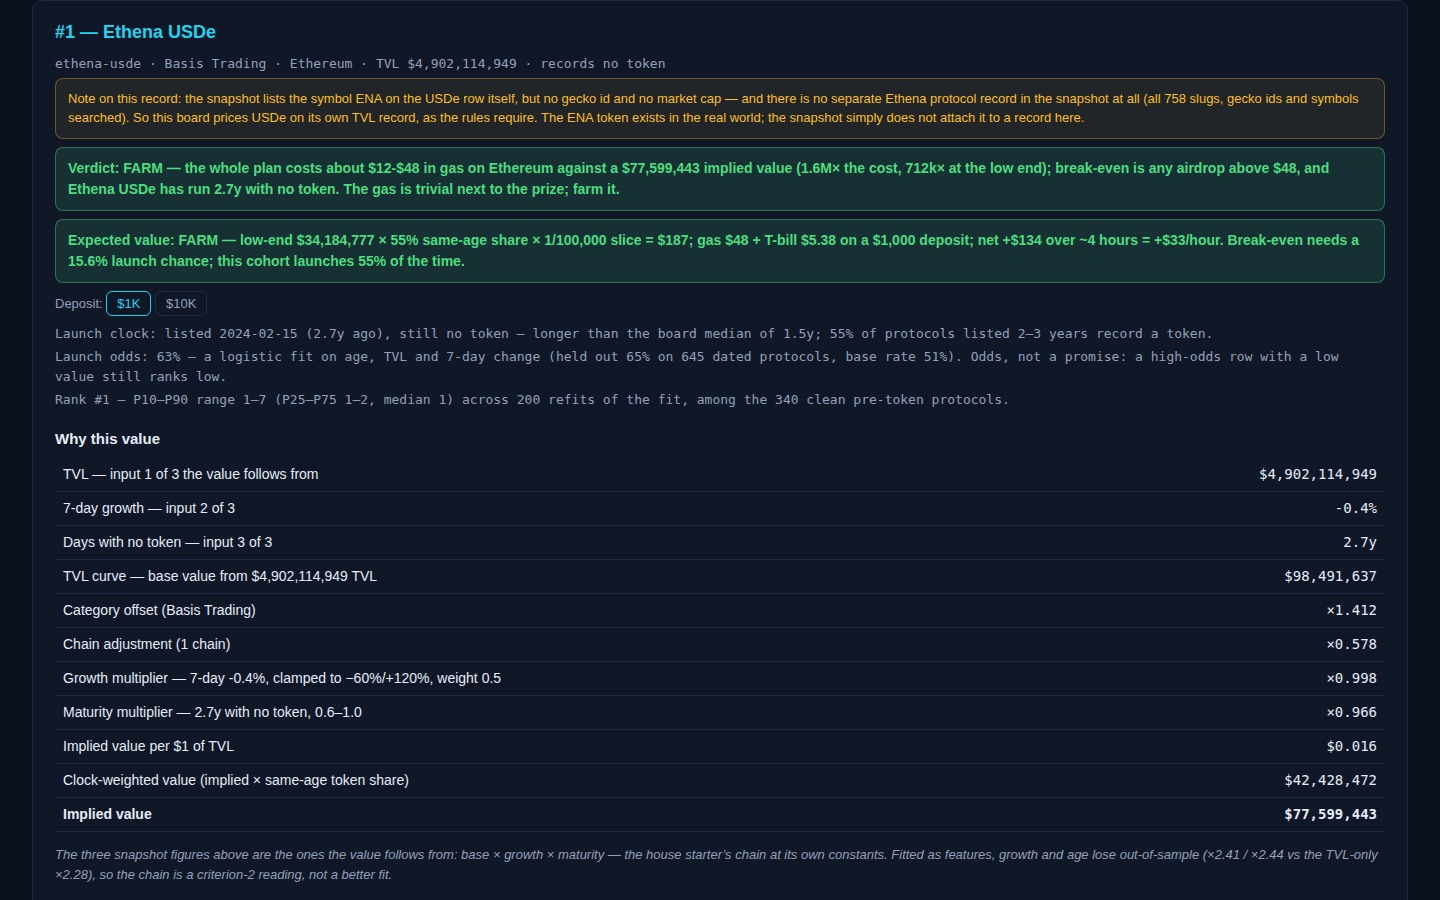 #1 — Ethena USDe
ethena-usde · Basis Trading · Ethereum · TVL $4,902,114,949 · records no token
Note on this record: the snapshot lists the symbol ENA on the USDe row itself, but no gecko id and no market cap — and there is no separate Ethena protocol record in the snapshot at all (all 758 slugs, gecko ids and symbols
searched). So this board prices USDe on its own TVL record, as the rules require. The ENA token exists in the real world; the snapshot simply does not attach it to a record here.
Verdict: FARM — the whole plan costs about $12-$48 in gas on Ethereum against a $77,599,443 implied value (1.6M× the cost, 712k× at the low end); break-even is any airdrop above $48, and
Ethena USDe has run 2.7y with no token. The gas is trivial next to the prize; farm it.
Expected value: FARM — low-end $34,184,777 × 55% same-age share × 1/100,000 slice = $187; gas $48 + T-bill $5.38 on a $1,000 deposit; net +$134 over ~4 hours = +$33/hour. Break-even needs a
15.6% launch chance; this cohort launches 55% of the time.
Deposit: $1K $10K
Launch clock: listed 2024-02-15 (2.7y ago), still no token — longer than the board median of 1.5y; 55% of protocols listed 2–3 years record a token.
Launch odds: 63% — a logistic fit on age, TVL and 7-day change (held out 65% on 645 dated protocols, base rate 51%). Odds, not a promise: a high-odds row with a low
value still ranks low.
Rank #1 — P10–P90 range 1–7 (P25–P75 1–2, median 1) across 200 refits of the fit, among the 340 clean pre-token protocols.
Why this value
TVL — input 1 of 3 the value follows from $4,902,114,949
7-day growth — input 2 of 3 -0.4%
Days with no token — input 3 of 3 2.7y
TVL curve — base value from $4,902,114,949 TVL $98,491,637
Category offset (Basis Trading) ×1.412
Chain adjustment (1 chain) ×0.578
Growth multiplier — 7-day -0.4%, clamped to −60%/+120%, weight 0.5 ×0.998
Maturity multiplier — 2.7y with no token, 0.6–1.0 ×0.966
Implied value per $1 of TVL $0.016
Clock-weighted value (implied × same-age token share) $42,428,472
Implied value $77,599,443
The three snapshot figures above are the ones the value follows from: base × growth × maturity — the house starter’s chain at its own constants. Fitted as features, growth and age lose out-of-sample (×2.41 / ×2.44 vs the TVL-only
×2.28), so the chain is a criterion-2 reading, not a better fit.